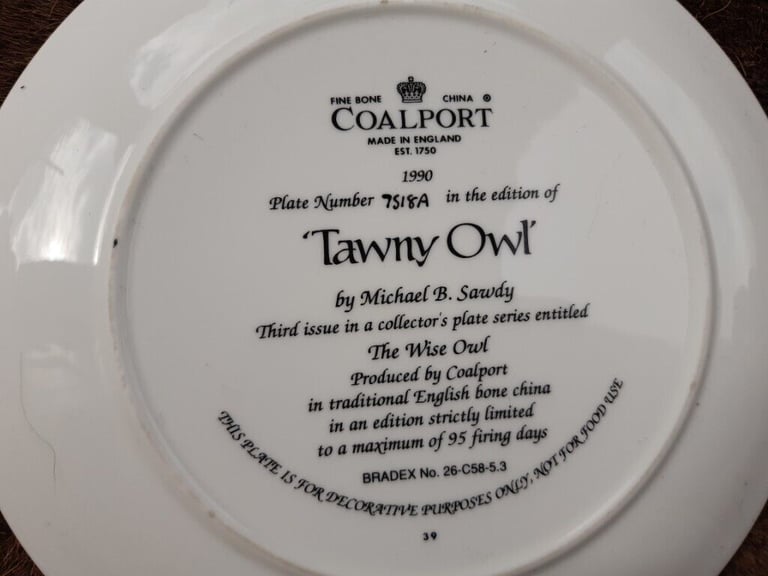 FINE BONE CHINA ®
COALPORT
MADE IN ENGLAND
EST. 1750
1990
Plate Number 7518A in the edition of
'Tawny Owl'
by Michael B. Sawdy
Third issue in a collector's plate series entitled
The Wise Owl
Produced by Coalport
in traditional English bone china
in an edition strictly limited
to a maximum of 95 firing days
BRADEX No. 26-C58-5.3
THIS PLATE IS FOR DECORATIVE PURPOSES ONLY, NOT FOR FOOD USE
39